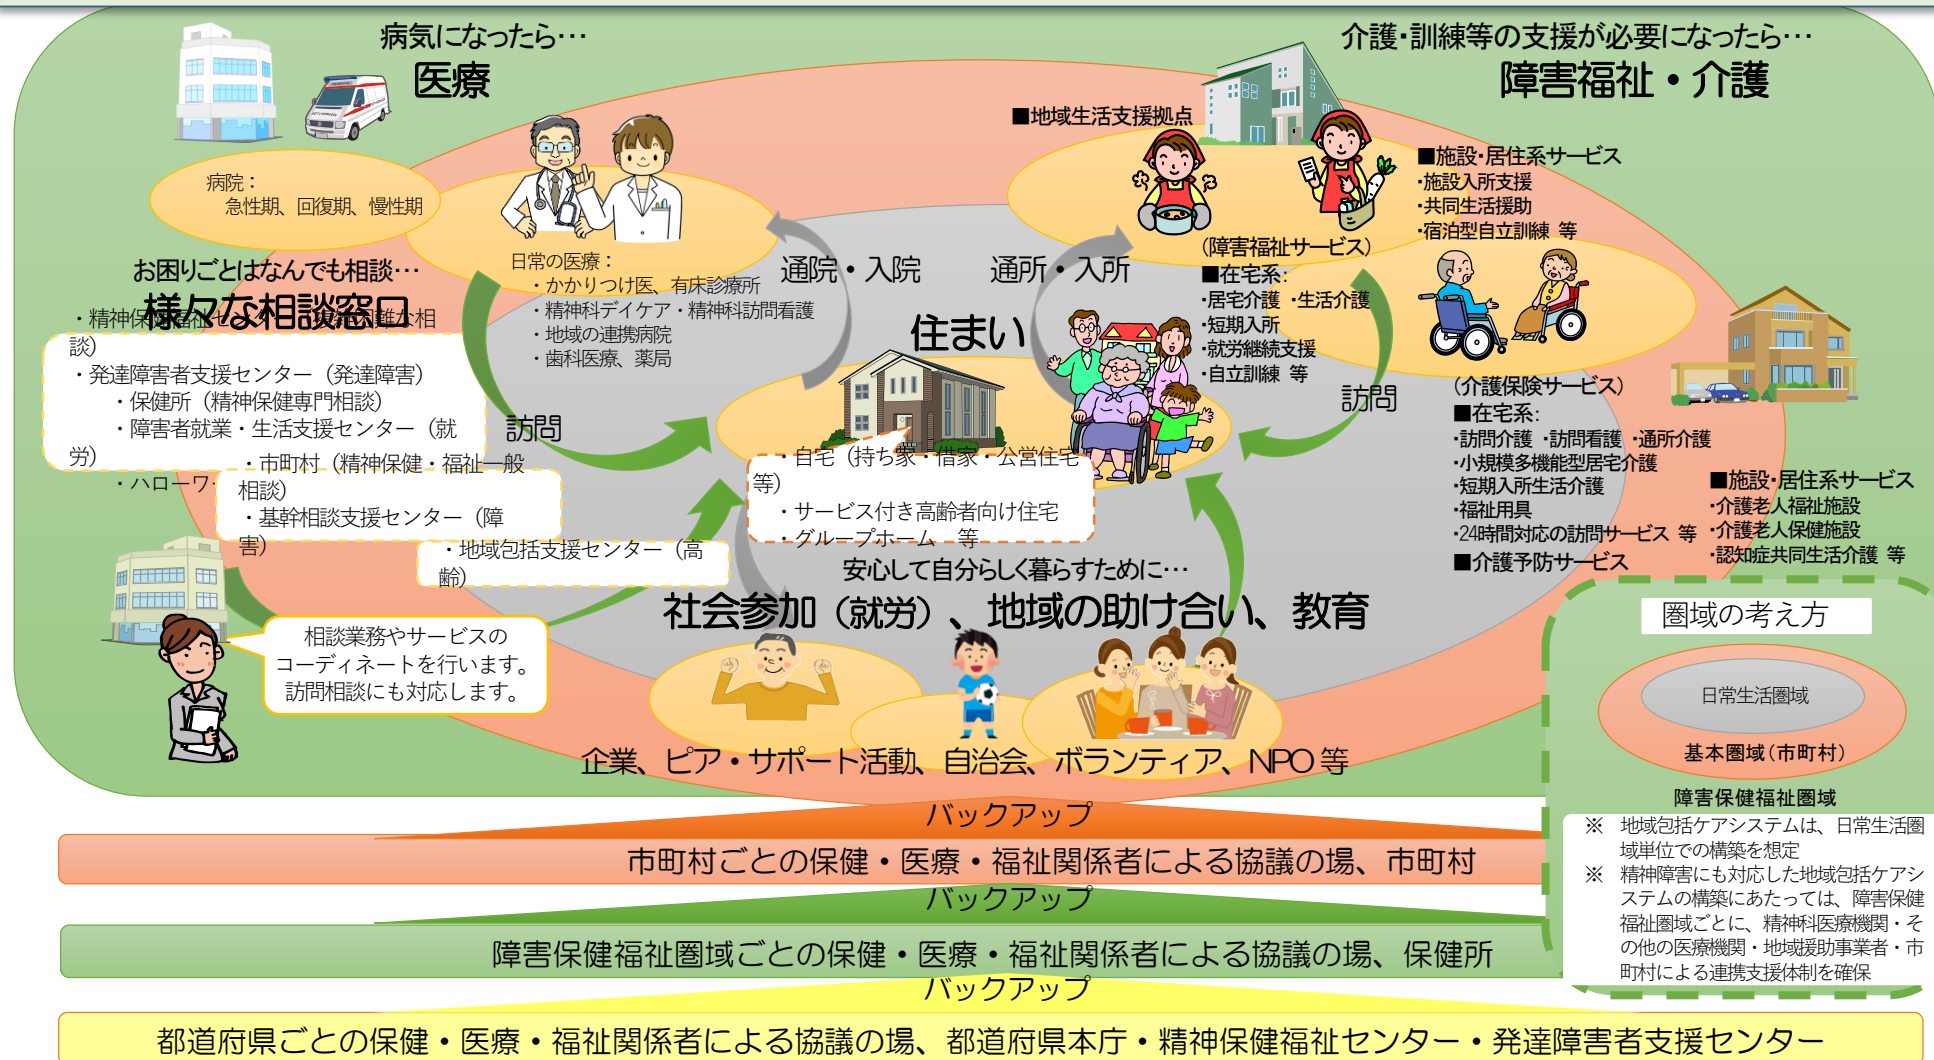 病気になったら…
医療
介護・訓練等の支援が必要になったら…
障害福祉・介護
病院：
急性期、回復期、慢性期
日常の医療：
・かかりつけ医、有床診療所
・精神科デイケア・精神科訪問看護
・地域の連携病院
・歯科医療、薬局
■地域生活支援拠点
■施設・居住系サービス
・施設入所支援
・共同生活援助
・宿泊型自立訓練 等
(障害福祉サービス)
■在宅系:
・居宅介護 ・生活介護
・短期入所
・就労継続支援
・自立訓練 等
通院・入院
通所・入所
住まい
訪問
訪問
お困りごとはなんでも相談…
様々な相談窓口
・精神保健福祉センター
難な相
談)
・発達障害者支援センター（発達障害）
・保健所（精神保健専門相談）
・障害者就業・生活支援センター（就
労）
・ハローワ
・市町村（精神保健・福祉一般
相談）
・基幹相談支援センター（障
害）
・地域包括支援センター（高
齢）
・自宅（持ち家・借家・公営住宅
等）
・サービス付き高齢者向け住宅
・グループホーム 等
(介護保険サービス)
■在宅系:
・訪問介護 ・訪問看護 ・通所介護
・小規模多機能型居宅介護
・短期入所生活介護
・福祉用具
・24時間対応の訪問サービス 等
■介護予防サービス
■施設・居住系サービス
・介護老人福祉施設
・介護老人保健施設
・認知症共同生活介護 等
安心して自分らしく暮らすために…
社会参加（就労）、地域の助け合い、教育
相談業務やサービスの
コーディネートを行います。
訪問相談にも対応します。
企業、ピア・サポート活動、自治会、ボランティア、NPO 等
圏域の考え方
日常生活圏域
基本圏域（市町村）
障害保健福祉圏域
※ 地域包括ケアシステムは、日常生活圏
域単位での構築を想定
※ 精神障害にも対応した地域包括ケアシ
ステムの構築にあたっては、障害保健
福祉圏域ごとに、精神科医療機関・そ
の他の医療機関・地域援助事業者・市
町村による連携支援体制を確保
バックアップ
市町村ごとの保健・医療・福祉関係者による協議の場、市町村
バックアップ
障害保健福祉圏域ごとの保健・医療・福祉関係者による協議の場、保健所
バックアップ
都道府県ごとの保健・医療・福祉関係者による協議の場、都道府県本庁・精神保健福祉センター・発達障害者支援センター